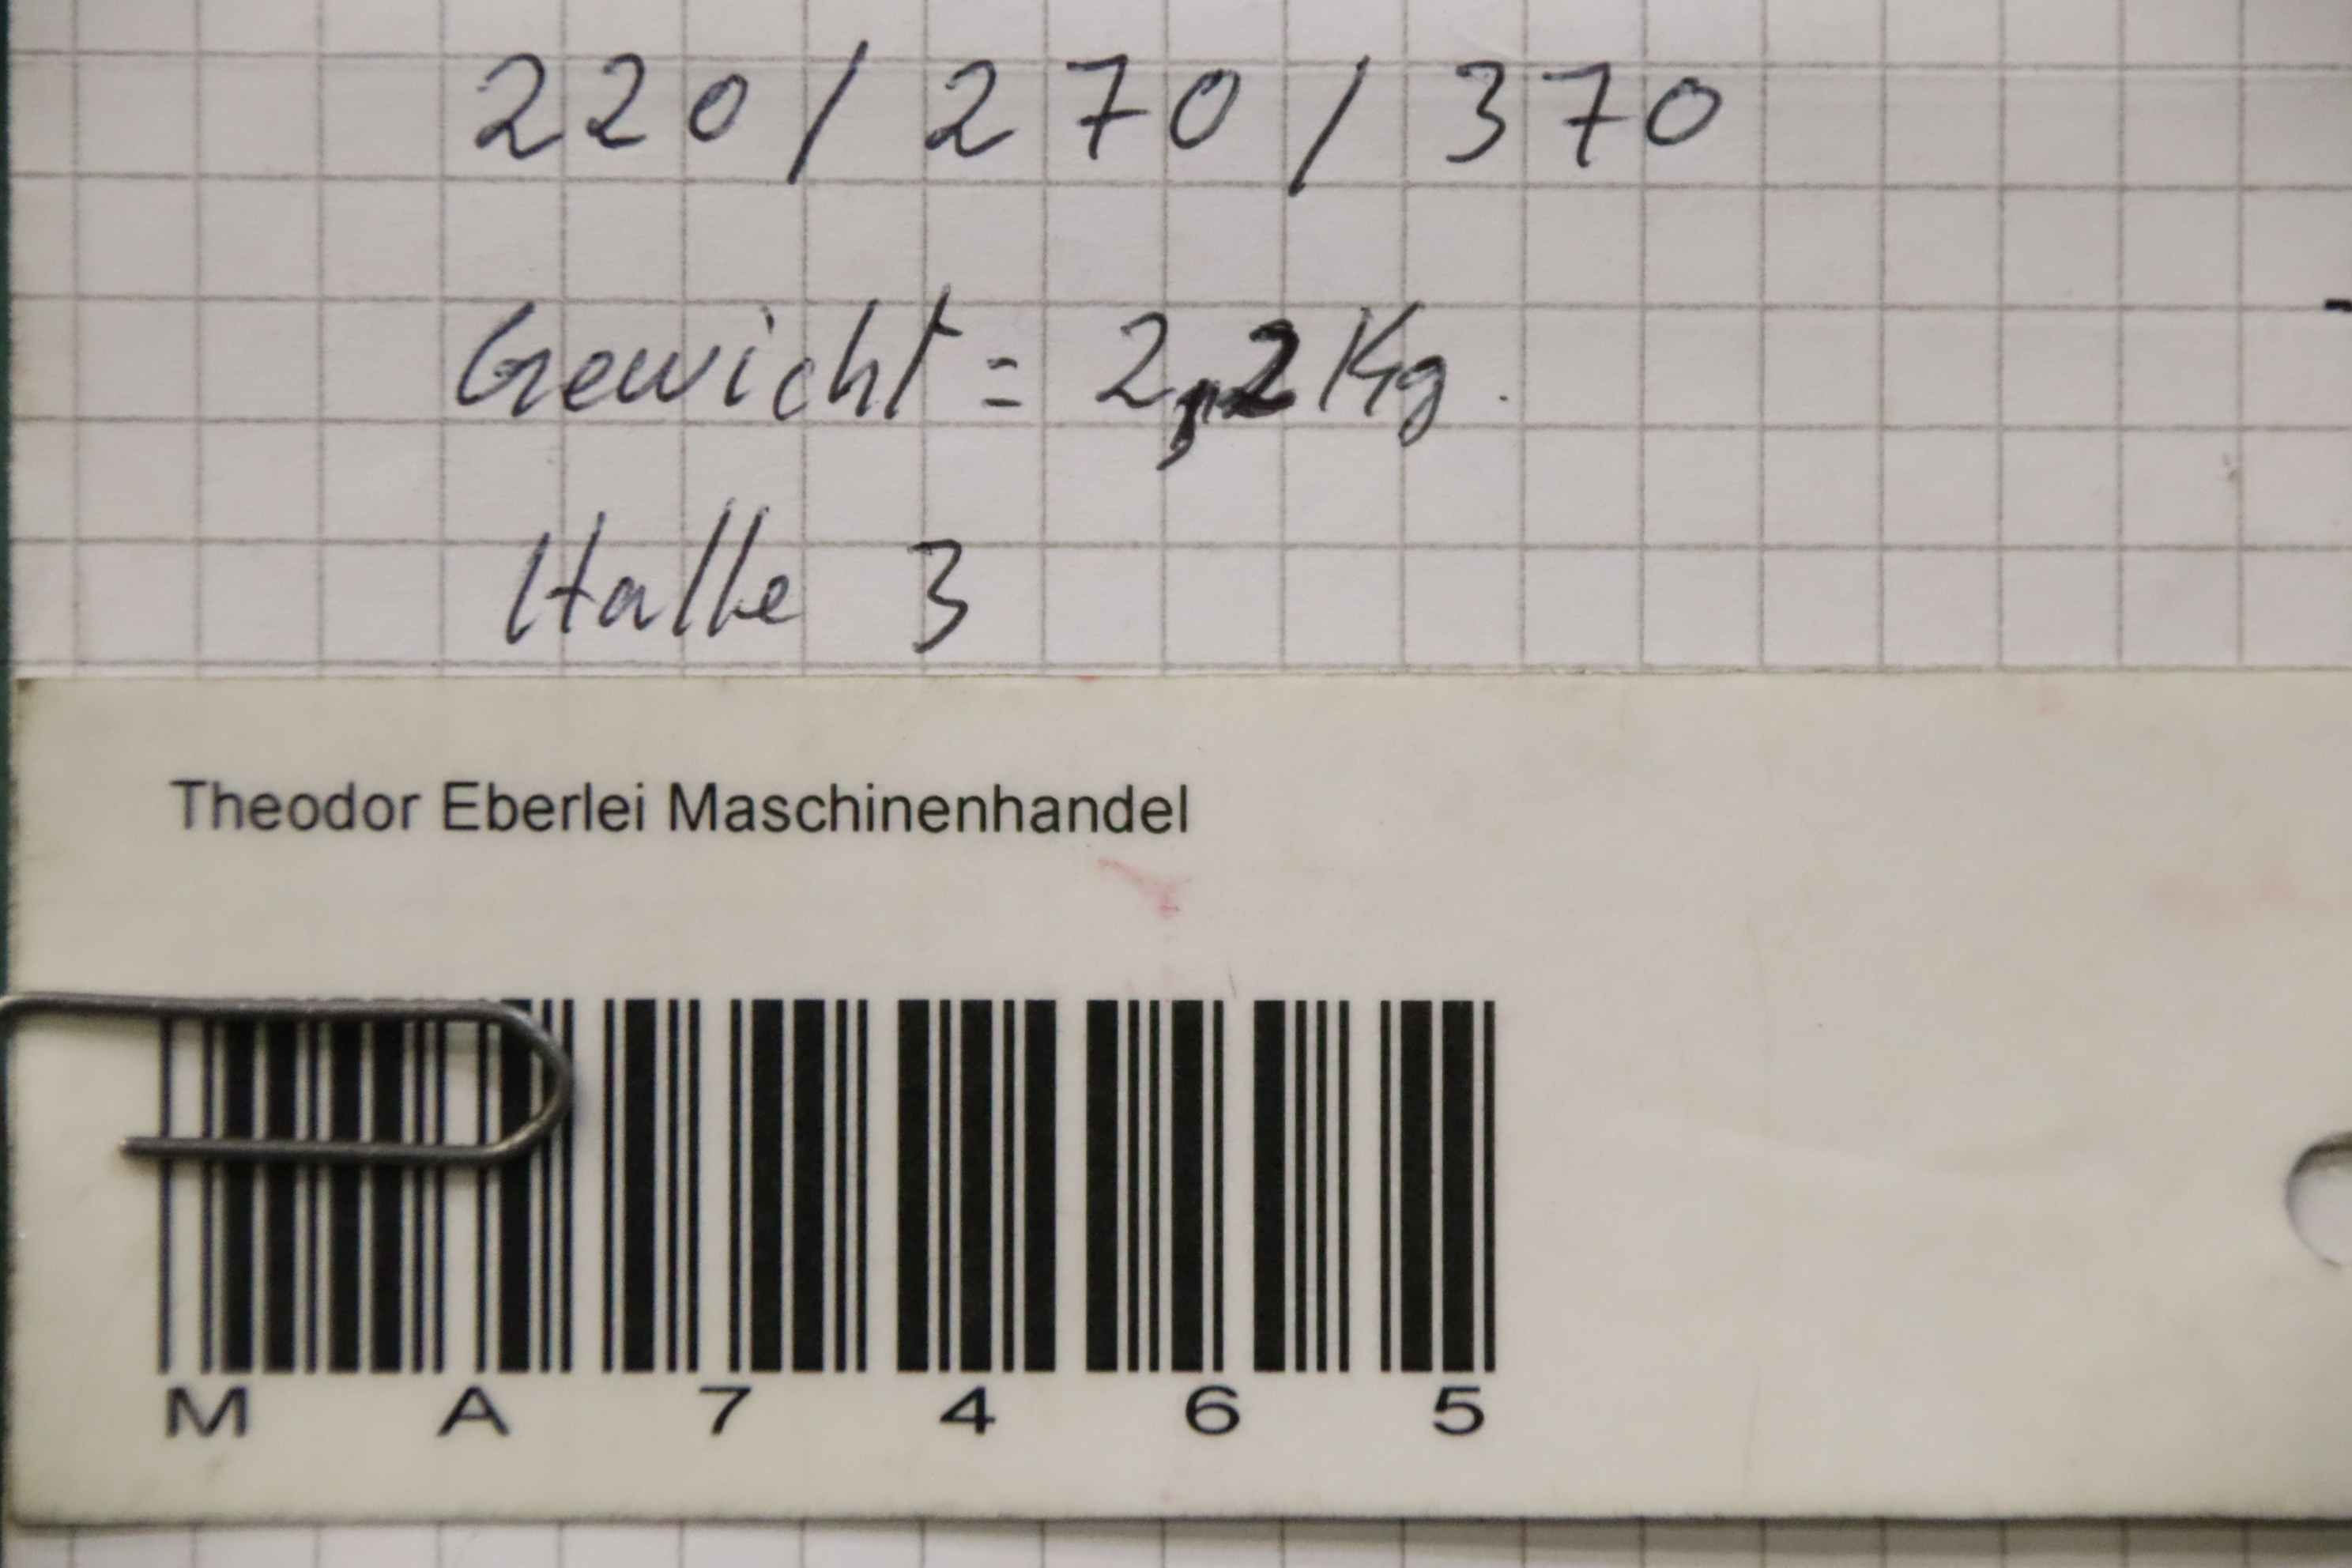 220 / 270 / 370
Gewicht = 2,2 Kg.
Halle 3
Theodor Eberlei Maschinenhandel
M A 7 4 6 5